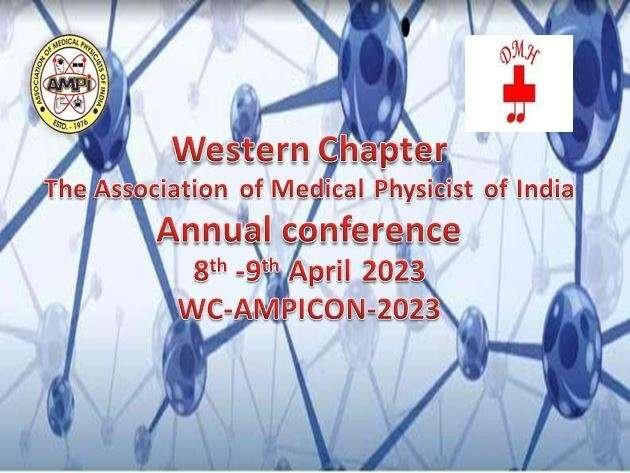 ASSOCIATION OF MEDICAL PHYSICISTS OF INDIA
AMPI
ESTD. - 1976
DMH
Western Chapter
The Association of Medical Physicist of India
Annual conference
8th -9th April 2023
WC-AMPICON-2023